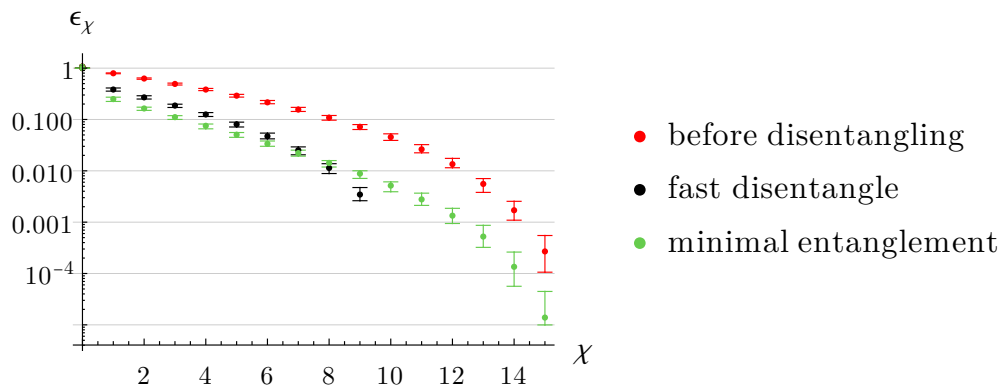 ϵ_χ
1
0.100
0.010
0.001
10⁻⁴
2 4 6 8 10 12 14
χ
before disentangling
fast disentangle
minimal entanglement